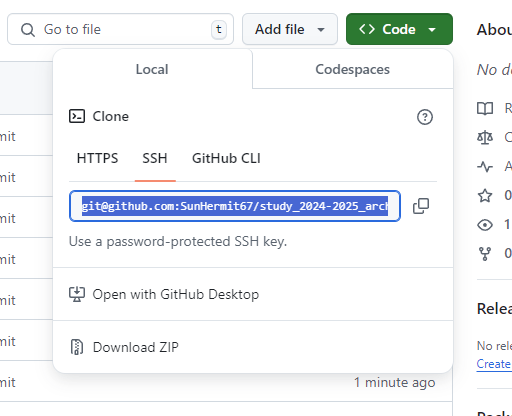 Go to file
t
Add file
Code
Abou
Local
Codespaces
No d
Clone
HTTPS
SSH
GitHub CLI
git@github.com:SunHermit67/study_2024-2025_arch
Use a password-protected SSH key.
Open with GitHub Desktop
Download ZIP
mit
mit
mit
mit
mit
mit
mit
1 minute ago
R
C
A
0
1
0
Relea
No rele
Create